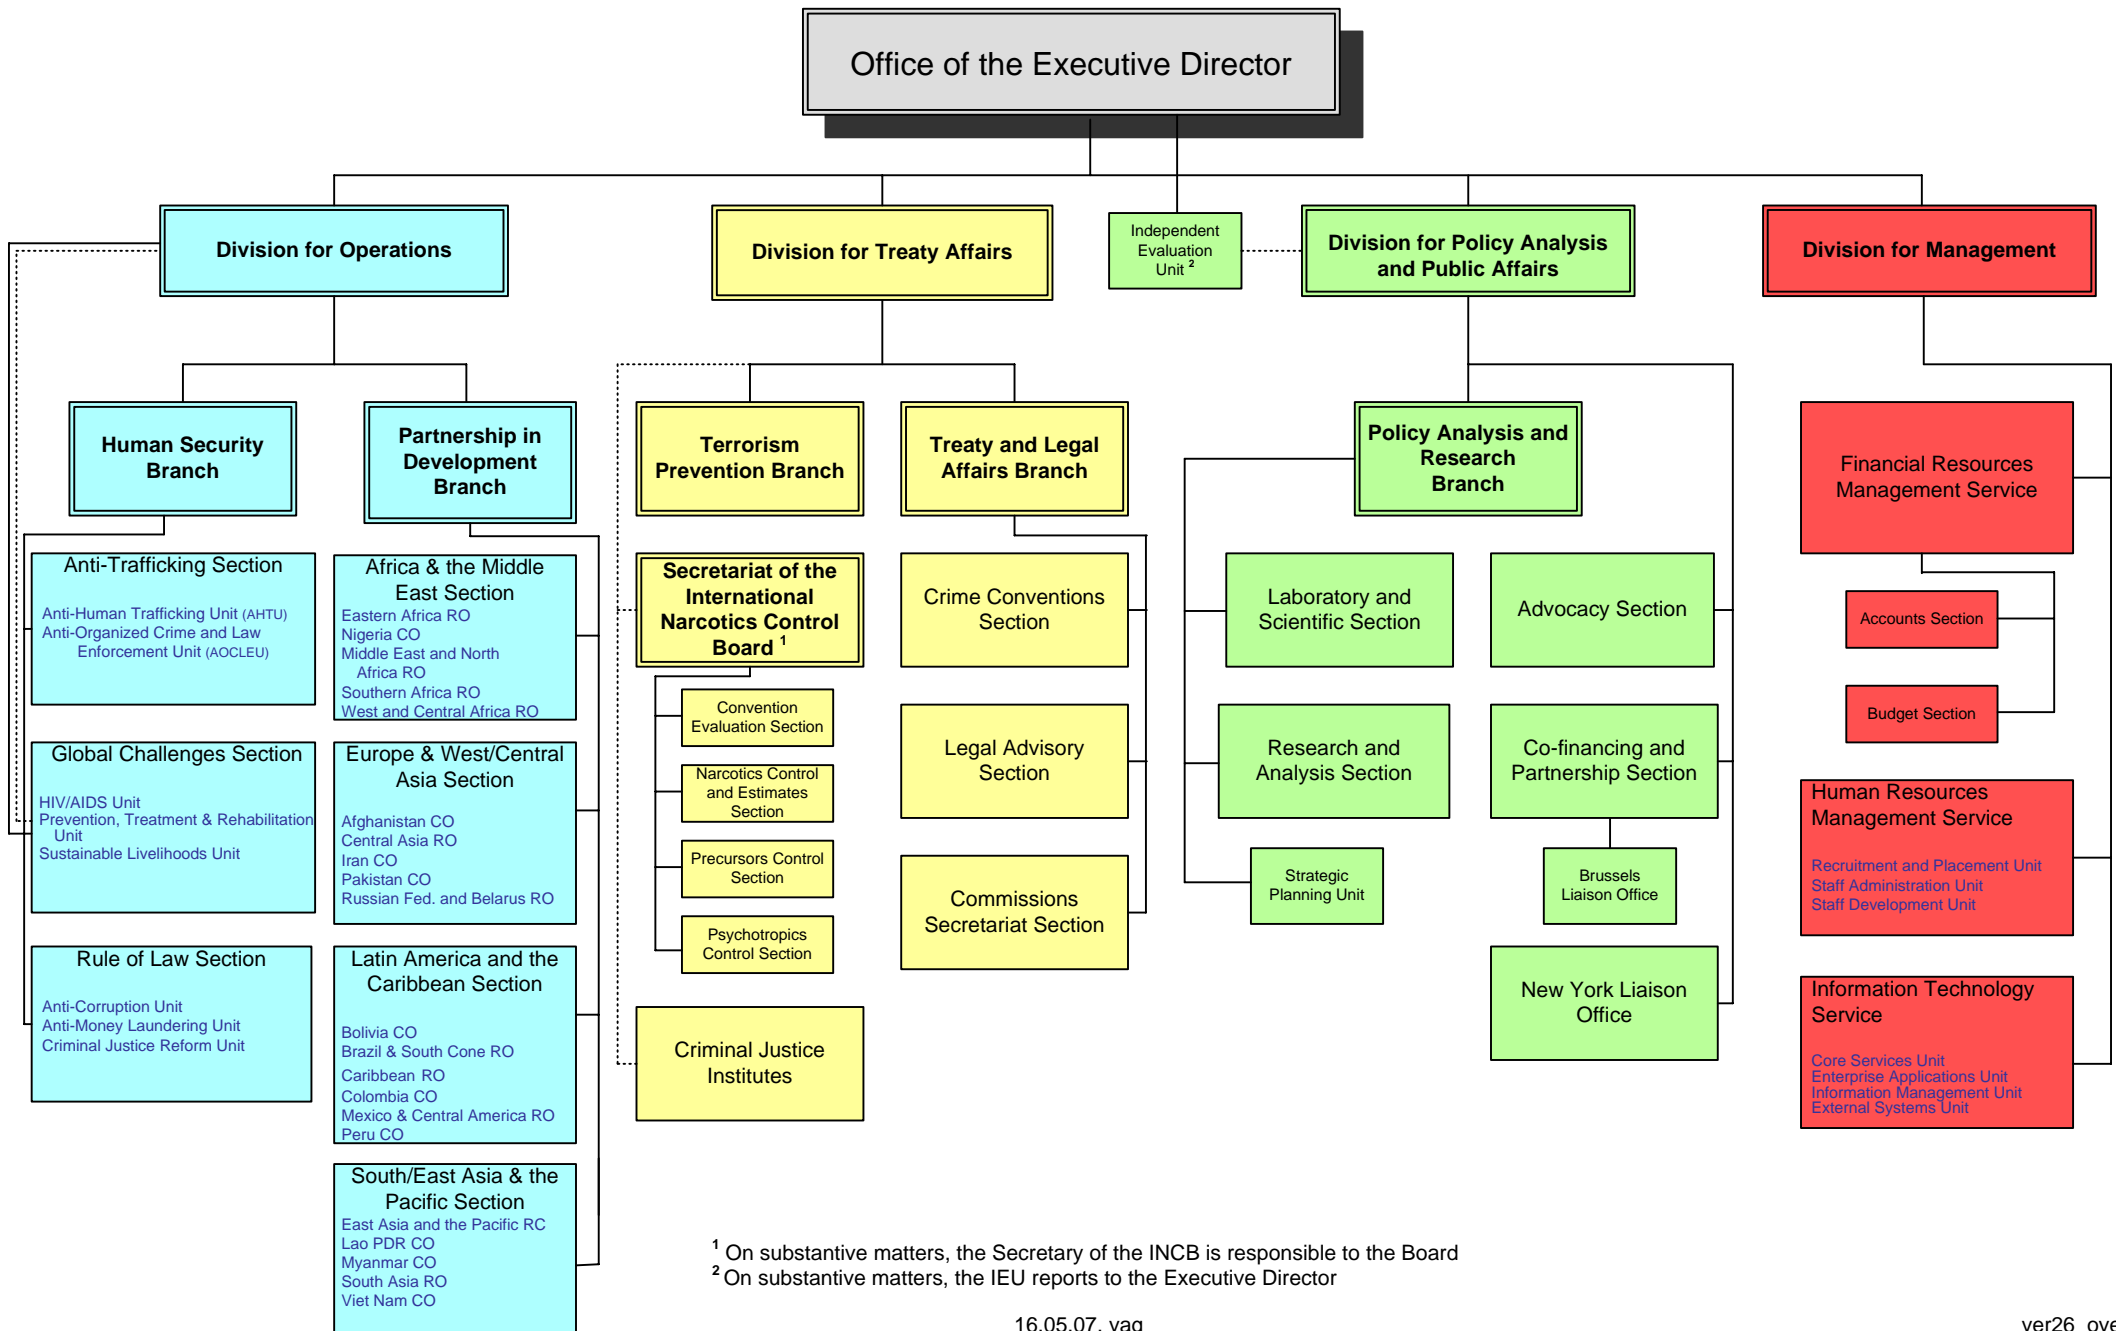 Office of the Executive Director
Division for Operations
Division for Treaty Affairs
Independent
Evaluation
Unit 2
Division for Policy Analysis
and Public Affairs
Division for Management
Human Security
Branch
Partnership in
Development
Branch
Terrorism
Prevention Branch
Treaty and Legal
Affairs Branch
Policy Analysis and
Research
Branch
Financial Resources
Management Service
Anti-Trafficking Section
Anti-Human Trafficking Unit (AHTU)
Anti-Organized Crime and Law
Enforcement Unit (AOCLEU)
Global Challenges Section
HIV/AIDS Unit
Prevention, Treatment & Rehabilitation
Unit
Sustainable Livelihoods Unit
Rule of Law Section
Anti-Corruption Unit
Anti-Money Laundering Unit
Criminal Justice Reform Unit
Africa & the Middle
East Section
Eastern Africa RO
Nigeria CO
Middle East and North
Africa RO
Southern Africa RO
West and Central Africa RO
Europe & West/Central
Asia Section
Afghanistan CO
Central Asia RO
Iran CO
Pakistan CO
Russian Fed. and Belarus RO
Latin America and the
Caribbean Section
Bolivia CO
Brazil & South Cone RO
Caribbean RO
Colombia CO
Mexico & Central America RO
Peru CO
South/East Asia & the
Pacific Section
East Asia and the Pacific RC
Lao PDR CO
Myanmar CO
South Asia RO
Viet Nam CO
Secretariat of the
International
Narcotics Control
Board 1
Convention
Evaluation Section
Narcotics Control
and Estimates
Section
Precursors Control
Section
Psychotropics
Control Section
Criminal Justice
Institutes
Crime Conventions
Section
Legal Advisory
Section
Commissions
Secretariat Section
Laboratory and
Scientific Section
Research and
Analysis Section
Strategic
Planning Unit
Advocacy Section
Co-financing and
Partnership Section
Brussels
Liaison Office
New York Liaison
Office
Accounts Section
Budget Section
Human Resources
Management Service
Recruitment and Placement Unit
Staff Administration Unit
Staff Development Unit
Information Technology
Service
Core Services Unit
Enterprise Applications Unit
Information Management Unit
External Systems Unit
1 On substantive matters, the Secretary of the INCB is responsible to the Board
2 On substantive matters, the IEU reports to the Executive Director
16.05.07, vag